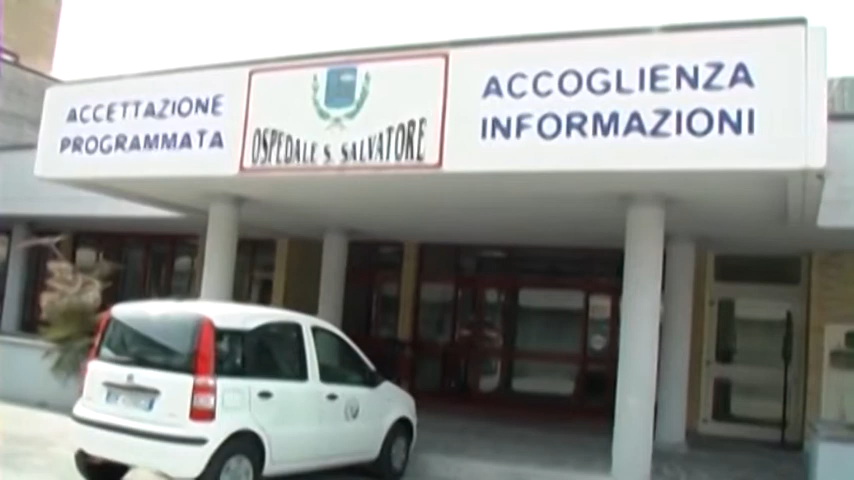 ACCETTAZIONE
PROGRAMMATA
OSPEDALE S. SALVATORE
ACCOGLIENZA
INFORMAZIONI